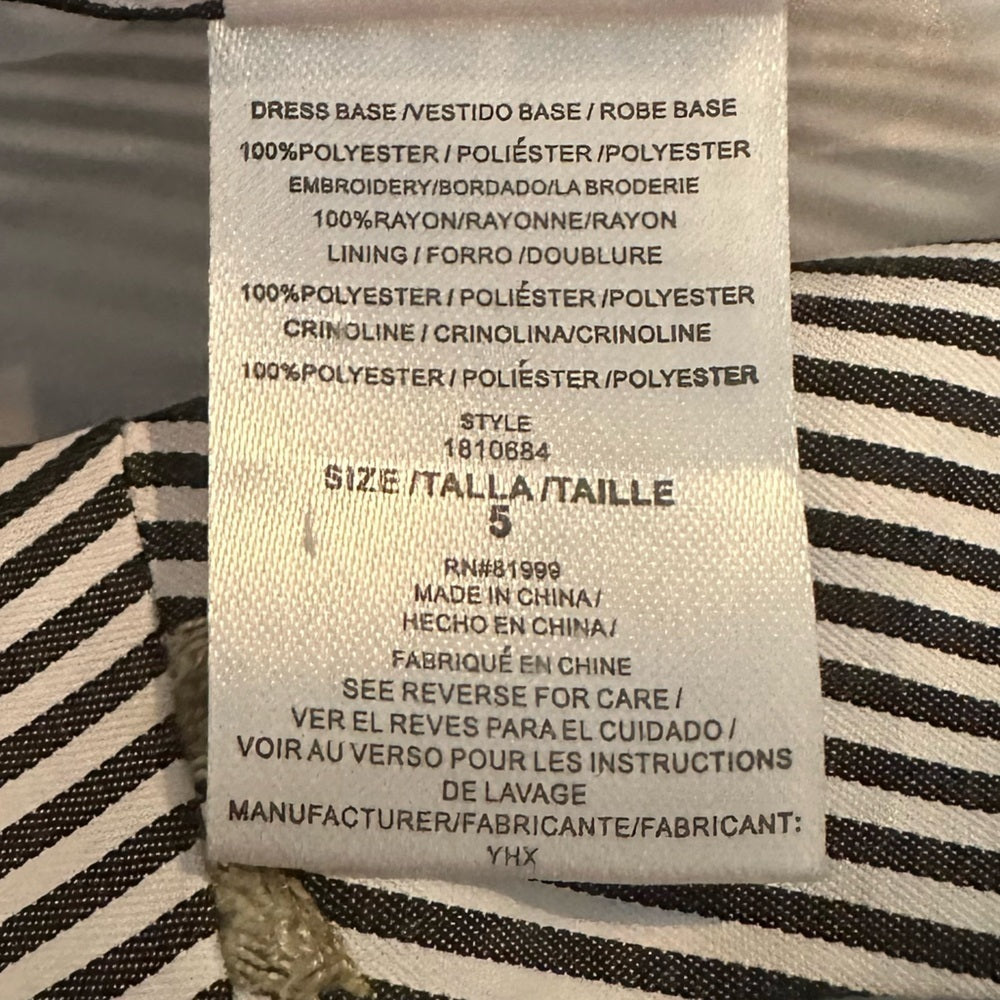 DRESS BASE /VESTIDO BASE / ROBE BASE
100%POLYESTER / POLIÉSTER /POLYESTER
EMBROIDERY/BORDADO/LA BRODERIE
100%RAYON/RAYONNE/RAYON
LINING / FORRO /DOUBLURE
100%POLYESTER / POLIÉSTER /POLYESTER
CRINOLINE / CRINOLINA/CRINOLINE
100%POLYESTER / POLIÉSTER /POLYESTER
STYLE
1810684
SIZE /TALLA /TAILLE
5
RN#81999
MADE IN CHINA /
HECHO EN CHINA /
FABRIQUÉ EN CHINE
SEE REVERSE FOR CARE /
VER EL REVES PARA EL CUIDADO /
VOIR AU VERSO POUR LES INSTRUCTIONS
DE LAVAGE
MANUFACTURER/FABRICANTE/FABRICANT:
YHX